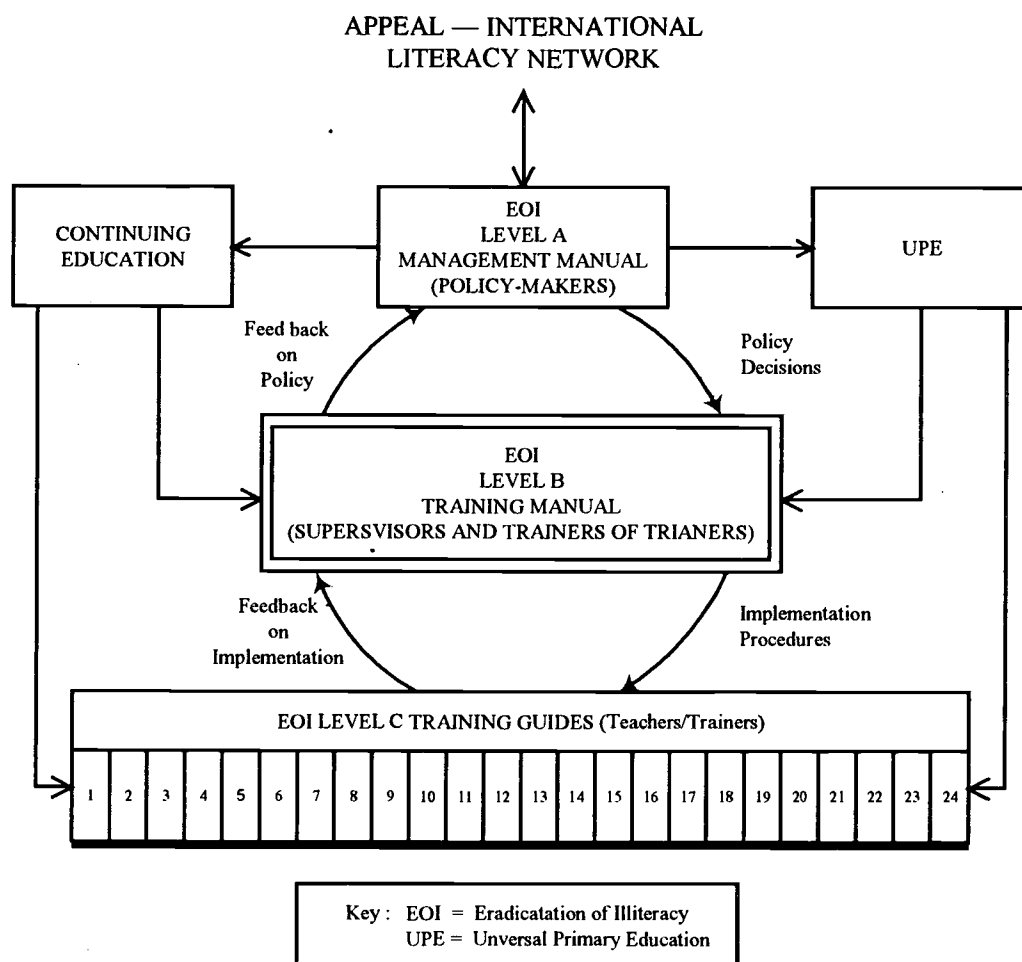 APPEAL — INTERNATIONAL
LITERACY NETWORK
CONTINUING
EDUCATION
EOI
LEVEL A
MANAGEMENT MANUAL
(POLICY-MAKERS)
UPE
Feed back
on
Policy
Policy
Decisions
EOI
LEVEL B
TRAINING MANUAL
(SUPERSVISORS AND TRAINERS OF TRIANERS)
Feedback
on
Implementation
Implementation
Procedures
EOI LEVEL C TRAINING GUIDES (Teachers/Trainers)
1 2 3 4 5 6 7 8 9 10 11 12 13 14 15 16 17 18 19 20 21 22 23 24
Key : EOI = Eradicatation of Illiteracy
UPE = Unversal Primary Education